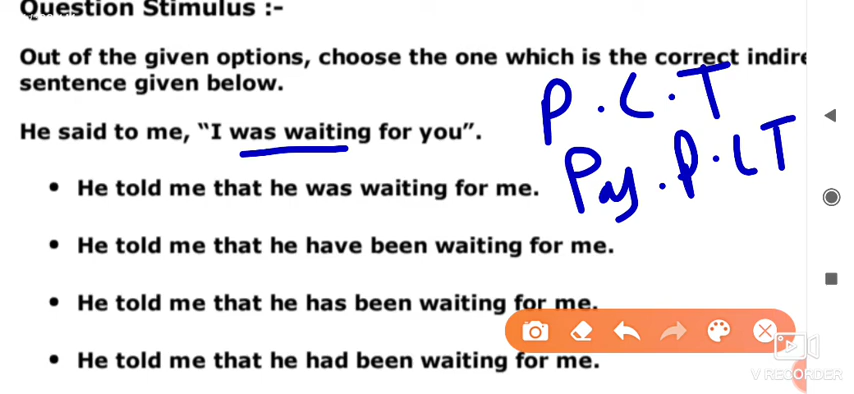 Question Stimulus :-
Out of the given options, choose the one which is the correct indire
sentence given below.
P.C.T
He said to me, “I was waiting for you”.
P.P.CT
• He told me that he was waiting for me.
• He told me that he have been waiting for me.
• He told me that he has been waiting for me.
• He told me that he had been waiting for me.
V RECORDER